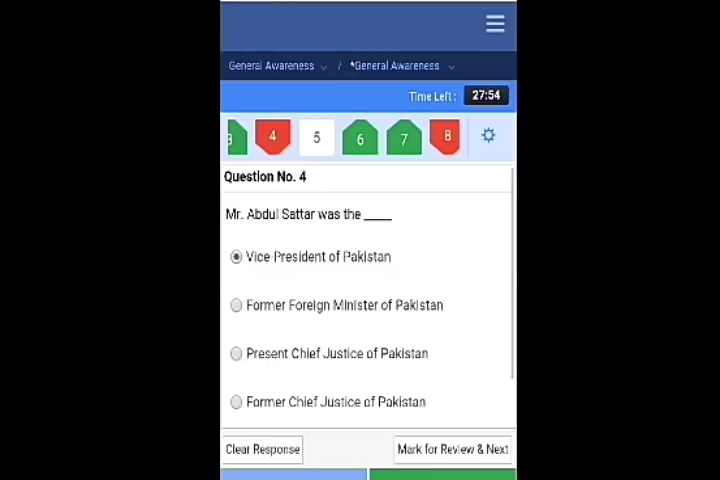 General Awareness / *General Awareness
Time Left : 27:54
3 4 5 6 7 8
Question No. 4
Mr. Abdul Sattar was the _____
Vice President of Pakistan
Former Foreign Minister of Pakistan
Present Chief Justice of Pakistan
Former Chief Justice of Pakistan
Clear Response Mark for Review & Next